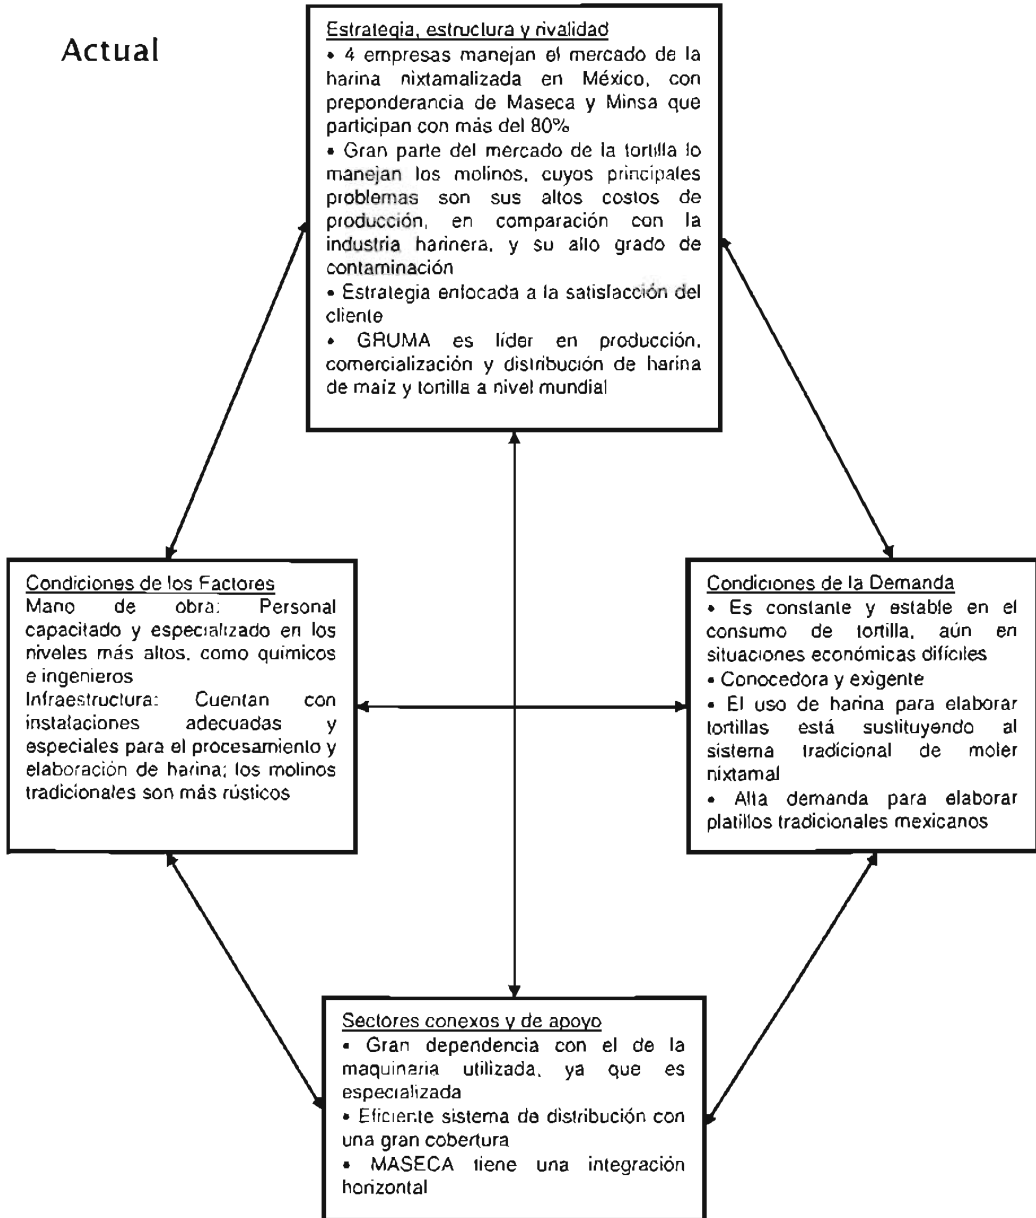 Actual
Estrategia, estructura y rivalidad
• 4 empresas manejan el mercado de la
harina nixtamalizada en México, con
preponderancia de Maseca y Minsa que
participan con más del 80%
• Gran parte del mercado de la tortilla lo
manejan los molinos, cuyos principales
problemas son sus altos costos de
producción, en comparación con la
industria harinera, y su alto grado de
contaminación
• Estrategia enfocada a la satisfacción del
cliente
• GRUMA es líder en producción,
comercialización y distribución de harina
de maíz y tortilla a nivel mundial
Condiciones de los Factores
Mano de obra: Personal
capacitado y especializado en los
niveles más altos, como químicos
e ingenieros
Infraestructura: Cuentan con
instalaciones adecuadas y
especiales para el procesamiento y
elaboración de harina; los molinos
tradicionales son más rústicos
Condiciones de la Demanda
• Es constante y estable en el
consumo de tortilla, aún en
situaciones económicas difíciles
• Conocedora y exigente
• El uso de harina para elaborar
tortillas está sustituyendo al
sistema tradicional de moler
nixtamal
• Alta demanda para elaborar
platillos tradicionales mexicanos
Sectores conexos y de apoyo
• Gran dependencia con el de la
maquinaria utilizada, ya que es
especializada
• Eficiente sistema de distribución con
una gran cobertura
• MASECA tiene una integración
horizontal